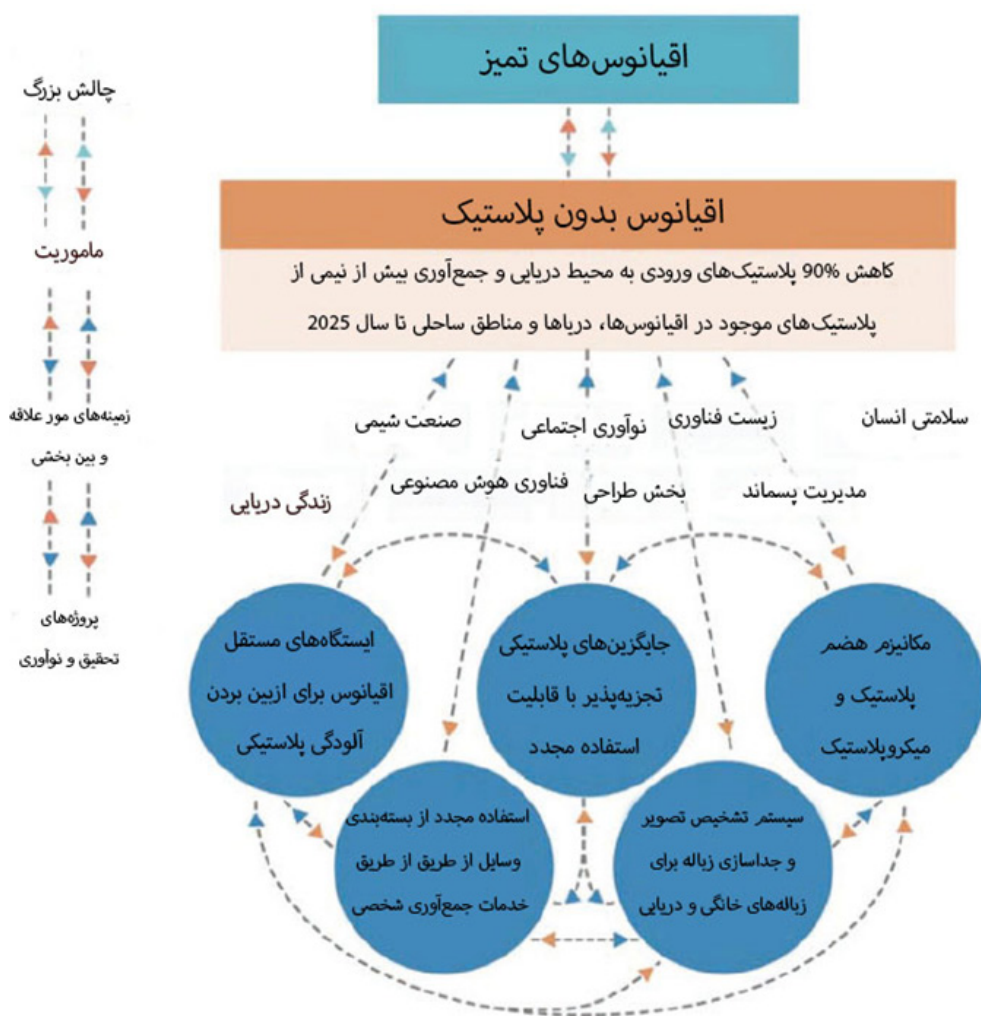 اقیانوس‌های تمیز
چالش بزرگ
ماموریت
زمینه‌های مور علاقه
و بین بخشی
پروژه‌های
تحقیق و نوآوری
اقیانوس بدون پلاستیک
کاهش 90% پلاستیک‌های ورودی به محیط دریایی و جمع‌آوری بیش از نیمی از
پلاستیک‌های موجود در اقیانوس‌ها، دریاها و مناطق ساحلی تا سال 2025
سلامتی انسان
زیست فناوری
نوآوری اجتماعی
صنعت شیمی
مدیریت پسماند
بخش طراحی
فناوری هوش مصنوعی
زندگی دریایی
مکانیزم هضم
پلاستیک و
میکروپلاستیک
جایگزین‌های پلاستیکی
تجزیه‌پذیر با قابلیت
استفاده مجدد
ایستگاه‌های مستقل
اقیانوس برای ازبین بردن
آلودگی پلاستیکی
سیستم تشخیص تصویر
و جداسازی زباله برای
زباله‌های خانگی و دریایی
استفاده مجدد از بسته‌بندی
وسایل از طریق از طریق
خدمات جمع‌آوری شخصی